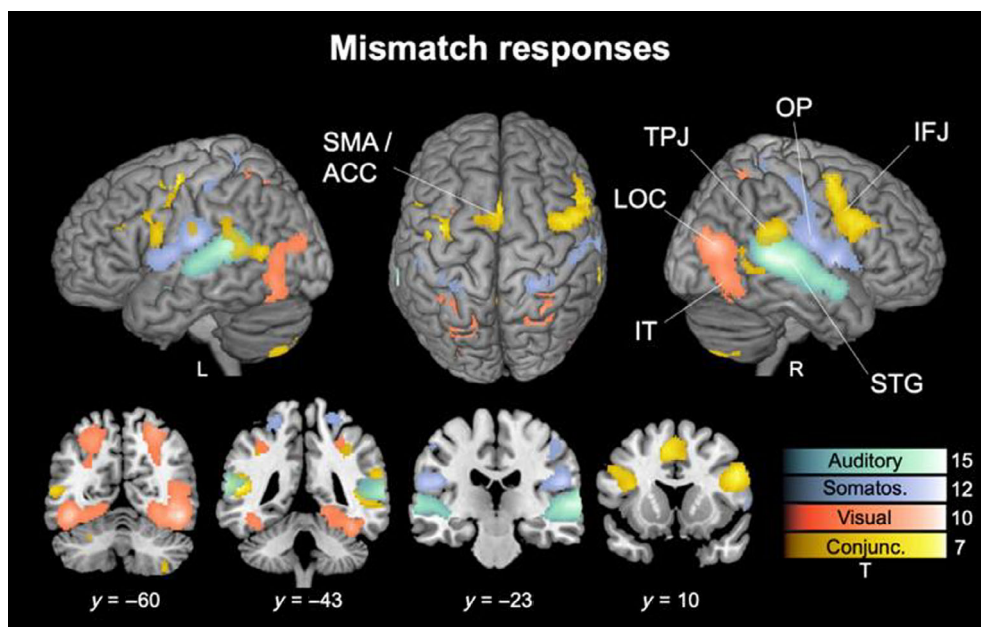 Mismatch responses
SMA /
ACC
TPJ
OP
IFJ
LOC
IT
STG
L
R
Auditory 15
Somatos. 12
Visual 10
Conjunc. 7
T
y = –60
y = –43
y = –23
y = 10